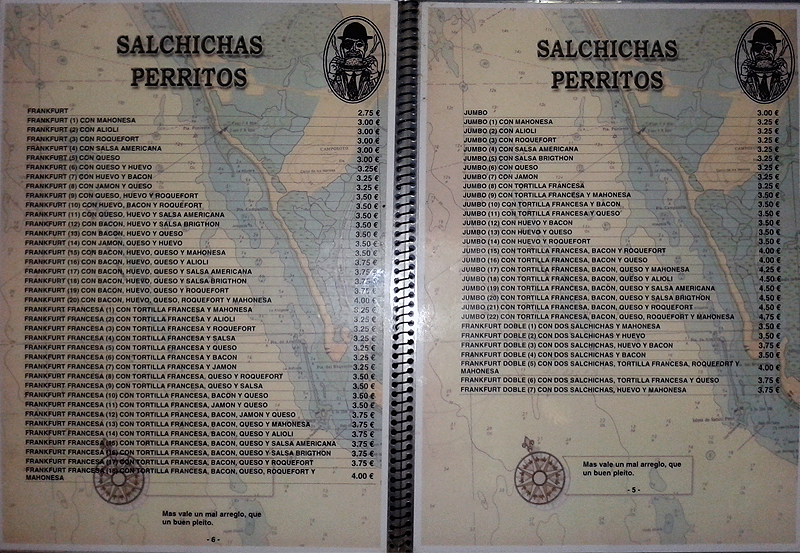 SALCHICHAS
PERRITOS
FRANKFURT 2.75 €
FRANKFURT (1) CON MAHONESA 3.00 €
FRANKFURT (2) CON ALIOLI 3.00 €
FRANKFURT (3) CON ROQUEFORT 3.00 €
FRANKFURT (4) CON SALSA AMERICANA 3.00 €
FRANKFURT (5) CON QUESO 3.00 €
FRANKFURT (6) CON QUESO Y HUEVO 3.25€
FRANKFURT (7) CON HUEVO Y BACON 3.25 €
FRANKFURT (8) CON JAMON Y QUESO 3.25 €
FRANKFURT (9) CON QUESO, HUEVO Y ROQUEFORT 3.50 €
FRANKFURT (10) CON HUEVO, BACON Y ROQUEFORT 3.50 €
FRANKFURT (11) CON QUESO, HUEVO Y SALSA AMERICANA 3.50 €
FRANKFURT (12) CON BACON, HUEVO Y SALSA BRIGTHON 3.50 €
FRANKFURT (13) CON BACON, HUEVO Y QUESO 3.50 €
FRANKFURT (14) CON JAMON, QUESO Y HUEVO 3.50 €
FRANKFURT (15) CON BACON, HUEVO, QUESO Y MAHONESA 3.50 €
FRANKFURT (16) CON BACON, HUEVO, QUESO Y ALIOLI 3.75 €
FRANKFURT (17) CON BACON, HUEVO, QUESO Y SALSA AMERICANA 3.75 €
FRANKFURT (18) CON BACON, HUEVO, QUESO Y SALSA BRIGTHON 3.75 €
FRANKFURT (19) CON BACON, HUEVO, QUESO Y ROQUEFORT 3.75 €
FRANKFURT (20) CON BACON, HUEVO, QUESO, ROQUEFORT Y MAHONESA 4.00 €
FRANKFURT FRANCESA (1) CON TORTILLA FRANCESA Y MAHONESA 3.25 €
FRANKFURT FRANCESA (2) CON TORTILLA FRANCESA Y ALIOLI 3.25 €
FRANKFURT FRANCESA (3) CON TORTILLA FRANCESA Y ROQUEFORT 3.25 €
FRANKFURT FRANCESA (4) CON TORTILLA FRANCESA Y SALSA 3.25 €
FRANKFURT FRANCESA (5) CON TORTILLA FRANCESA Y QUESO 3.25 €
FRANKFURT FRANCESA (6) CON TORTILLA FRANCESA Y BACON 3.25 €
FRANKFURT FRANCESA (7) CON TORTILLA FRANCESA Y JAMON 3.25 €
FRANKFURT FRANCESA (8) CON TORTILLA FRANCESA, QUESO Y ROQUEFORT 3.50 €
FRANKFURT FRANCESA (9) CON TORTILLA FRANCESA, QUESO Y SALSA 3.50 €
FRANKFURT FRANCESA (10) CON TORTILLA FRANCESA, BACON Y QUESO 3.50 €
FRANKFURT FRANCESA (11) CON TORTILLA FRANCESA, JAMON Y QUESO 3.50 €
FRANKFURT FRANCESA (12) CON TORTILLA FRANCESA, BACON, JAMON Y QUESO 3.75 €
FRANKFURT FRANCESA (13) CON TORTILLA FRANCESA, BACON, QUESO Y MAHONESA 3.75 €
FRANKFURT FRANCESA (14) CON TORTILLA FRANCESA, BACON, QUESO Y ALIOLI 3.75 €
FRANKFURT FRANCESA CON TORTILLA FRANCESA, BACON, QUESO Y SALSA AMERICANA 3.75 €
FRANKFURT FRANCESA CON TORTILLA FRANCESA, BACON, QUESO Y SALSA BRIGTHON 3.75 €
FRANKFURT FRANCESA CON TORTILLA FRANCESA, BACON, QUESO Y ROQUEFORT 3.75 €
FRANKFURT FRANCESA CON TORTILLA FRANCESA, BACON, QUESO, ROQUEFORT Y
MAHONESA 4.00 €
Mas vale un mal arreglo, que
un buen pleito.
- 6 -
SALCHICHAS
PERRITOS
JUMBO 3.00 €
JUMBO (1) CON MAHONESA 3.25 €
JUMBO (2) CON ALIOLI 3.25 €
JUMBO (3) CON ROQUEFORT 3.25 €
JUMBO (4) CON SALSA AMERICANA 3.25 €
JUMBO (5) CON SALSA BRIGTHON 3.25 €
JUMBO (6) CON QUESO 3.25 €
JUMBO (7) CON JAMON 3.25 €
JUMBO (8) CON TORTILLA FRANCESA 3.25 €
JUMBO (9) CON TORTILLA FRANCESA Y MAHONESA 3.50 €
JUMBO (10) CON TORTILLA FRANCESA Y BACON 3.50 €
JUMBO (11) CON TORTILLA FRANCESA Y QUESO 3.50 €
JUMBO (12) CON HUEVO Y BACON 3.50 €
JUMBO (13) CON HUEVO Y QUESO 3.50 €
JUMBO (14) CON HUEVO Y ROQUEFORT 3.50 €
JUMBO (15) CON TORTILLA FRANCESA, BACON Y ROQUEFORT 4.00 €
JUMBO (16) CON TORTILLA FRANCESA, BACON Y QUESO 4.00 €
JUMBO (17) CON TORTILLA FRANCESA, BACON, QUESO Y MAHONESA 4.25 €
JUMBO (18) CON TORTILLA FRANCESA, BACON, QUESO Y ALIOLI 4.50 €
JUMBO (19) CON TORTILLA FRANCESA, BACON, QUESO Y SALSA AMERICANA 4.50 €
JUMBO (20) CON TORTILLA FRANCESA, BACON, QUESO Y SALSA BRIGTHON 4.50 €
JUMBO (21) CON TORTILLA FRANCESA, BACON, QUESO Y ROQUEFORT 4.50 €
JUMBO (22) CON TORTILLA FRANCESA, BACON, QUESO, ROQUEFORT Y MAHONESA 4,75 €
FRANKFURT DOBLE (1) CON DOS SALCHICHAS Y MAHONESA 3.50 €
FRANKFURT DOBLE (2) CON DOS SALCHICHAS Y HUEVO 3.50 €
FRANKFURT DOBLE (3) CON DOS SALCHICHAS, HUEVO Y BACON 3.75 €
FRANKFURT DOBLE (4) CON DOS SALCHICHAS Y BACON 3.50 €
FRANKFURT DOBLE (5) CON DOS SALCHICHAS, TORTILLA FRANCESA, ROQUEFORT Y
MAHONESA 4.00 €
FRANKFURT DOBLE (6) CON DOS SALCHICHAS, TORTILLA FRANCESA Y QUESO 3.75 €
FRANKFURT DOBLE (7) CON DOS SALCHICHAS, HUEVO Y MAHONESA 3.75 €
Mas vale un mal arreglo, que
un buen pleito.
- 5 -